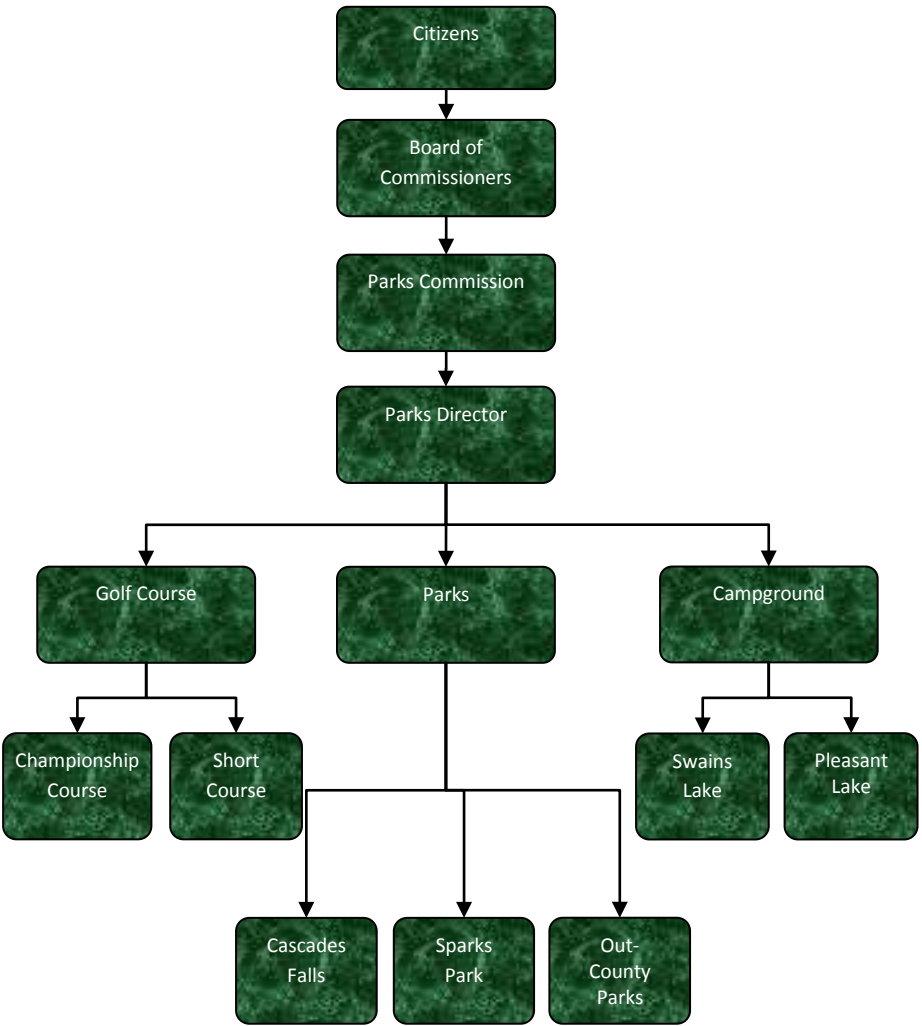 Citizens
Board of
Commissioners
Parks Commission
Parks Director
Golf Course
Parks
Campground
Championship
Course
Short
Course
Swains
Lake
Pleasant
Lake
Cascades
Falls
Sparks
Park
Out-
County
Parks